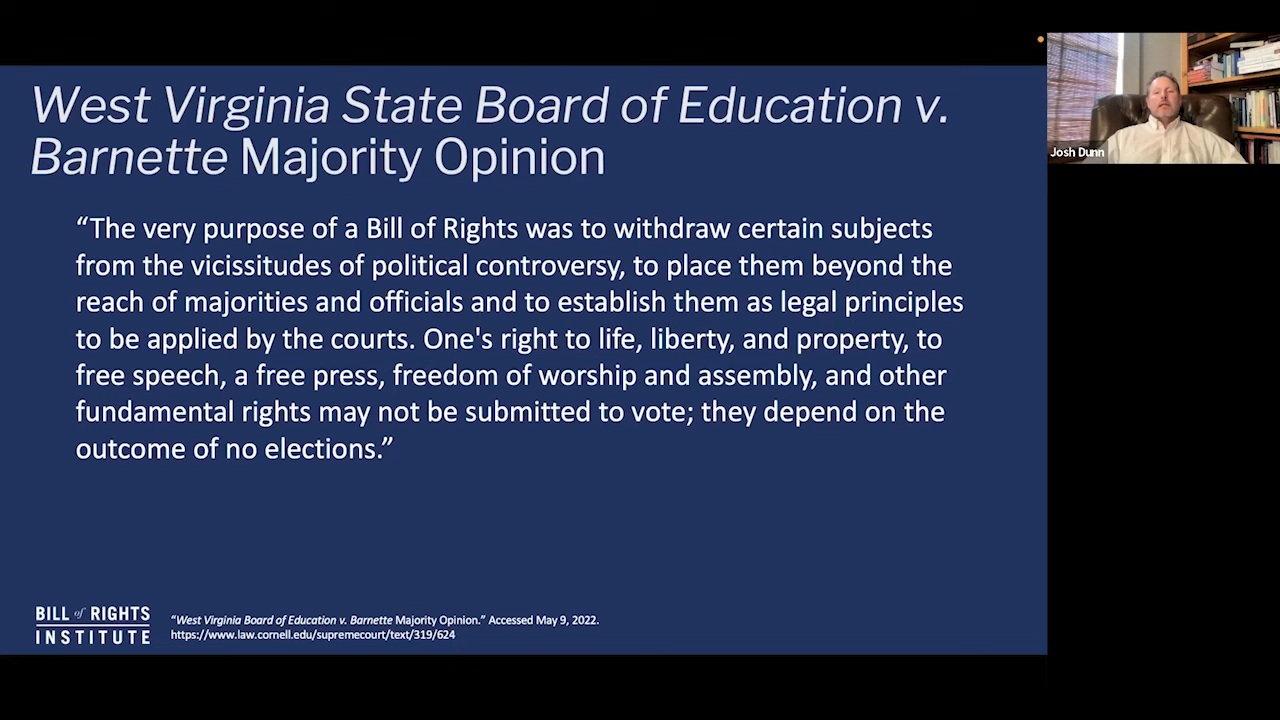 West Virginia State Board of Education v.
Barnette Majority Opinion
“The very purpose of a Bill of Rights was to withdraw certain subjects
from the vicissitudes of political controversy, to place them beyond the
reach of majorities and officials and to establish them as legal principles
to be applied by the courts. One's right to life, liberty, and property, to
free speech, a free press, freedom of worship and assembly, and other
fundamental rights may not be submitted to vote; they depend on the
outcome of no elections.”
BILL of RIGHTS
INSTITUTE
“West Virginia Board of Education v. Barnette Majority Opinion.” Accessed May 9, 2022.
https://www.law.cornell.edu/supremecourt/text/319/624
Josh Dunn